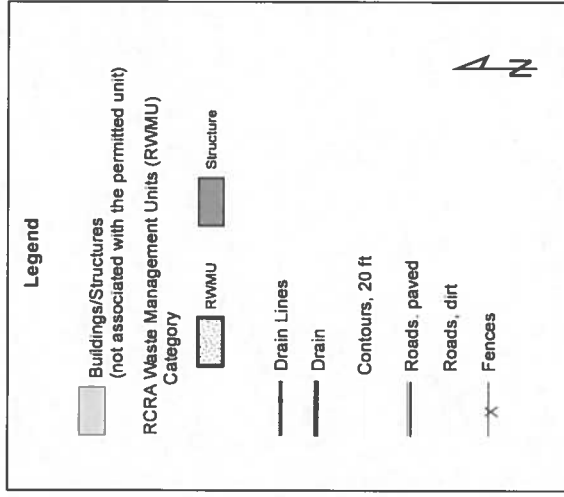 Legend
Buildings/Structures
(not associated with the permitted unit)
RCRA Waste Management Units (RWMU)
Category
RWMU
Structure
Drain Lines
Drain
Contours, 20 ft
Roads, paved
Roads, dirt
Fences
N